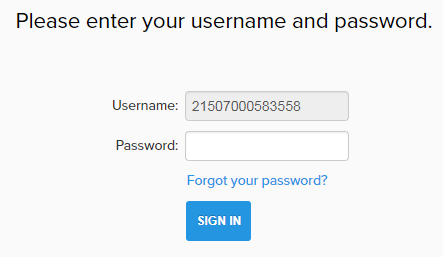 Please enter your username and password.
Username: 21507000583558
Password:
Forgot your password?
SIGN IN